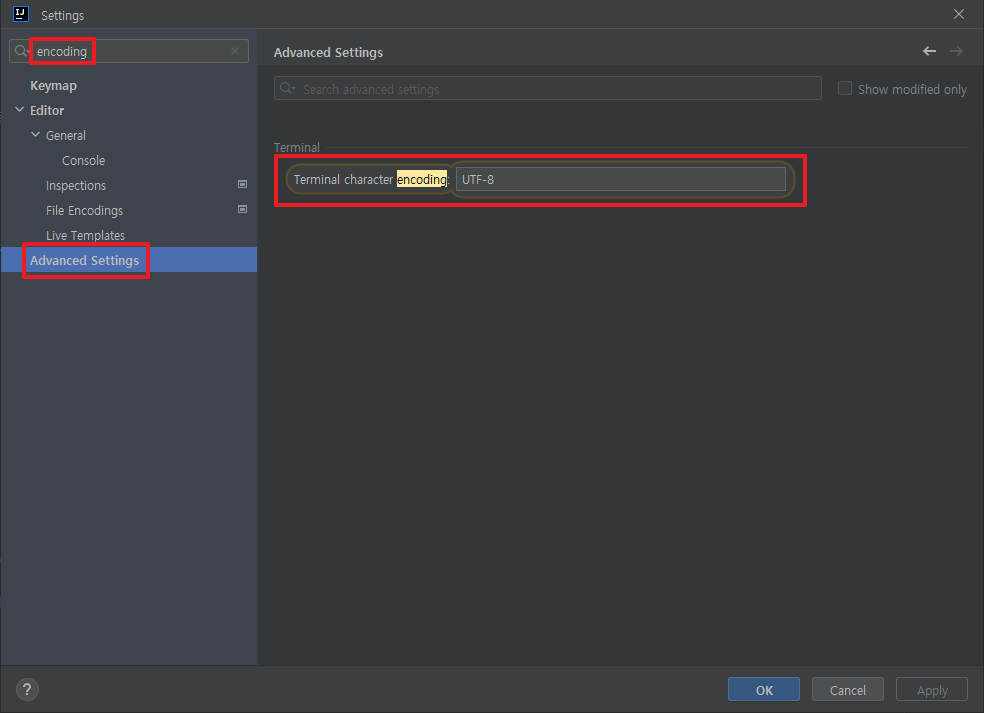 IJ
Settings
encoding
Keymap
Editor
General
Console
Inspections
File Encodings
Live Templates
Advanced Settings
Advanced Settings
Search advanced settings
Show modified only
Terminal
Terminal character encoding: UTF-8
?
OK
Cancel
Apply